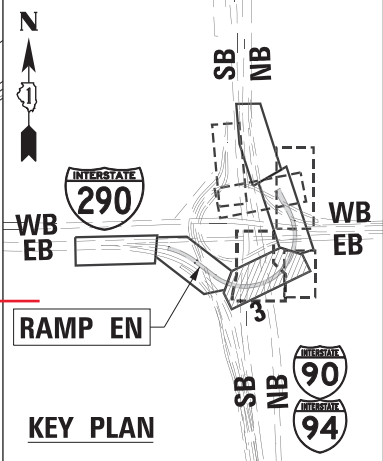 N
1
SB NB
INTERSTATE
290
WB
EB
WB
EB
RAMP EN
3
SB NB
INTERSTATE
90
INTERSTATE
94
KEY PLAN